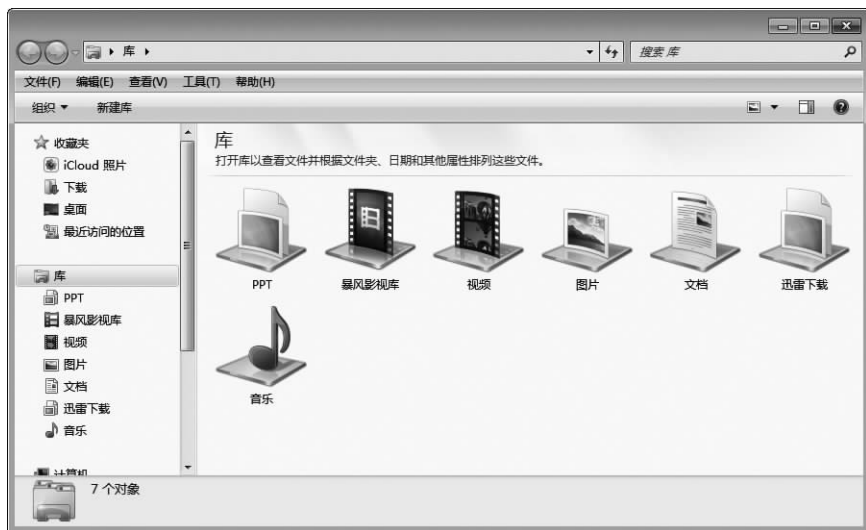 库
搜索 库
文件(F) 编辑(E) 查看(V) 工具(T) 帮助(H)
组织 新建库
收藏夹
iCloud 照片
下载
桌面
最近访问的位置
库
PPT
暴风影视库
视频
图片
文档
迅雷下载
音乐
计算机
库
打开库以查看文件并根据文件夹、日期和其他属性排列这些文件。
PPT 暴风影视库 视频 图片 文档 迅雷下载
音乐
7 个对象